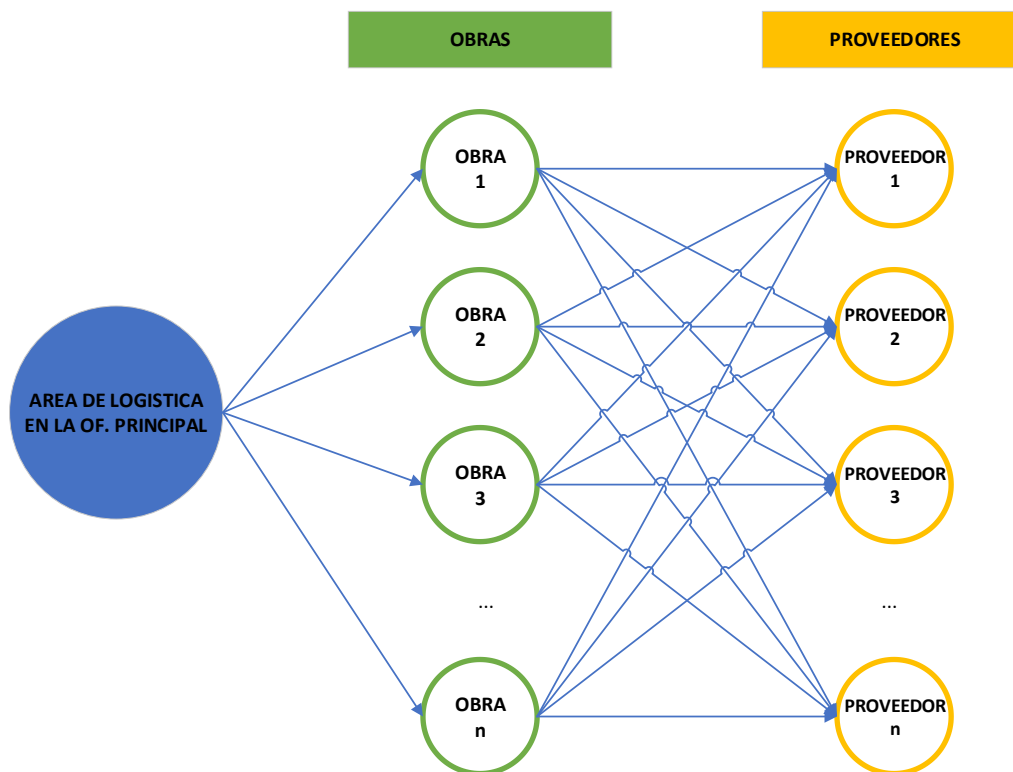 OBRAS
PROVEEDORES
OBRA
1
PROVEEDOR
1
OBRA
2
PROVEEDOR
2
AREA DE LOGISTICA
EN LA OF. PRINCIPAL
OBRA
3
PROVEEDOR
3
...
...
OBRA
n
PROVEEDOR
n